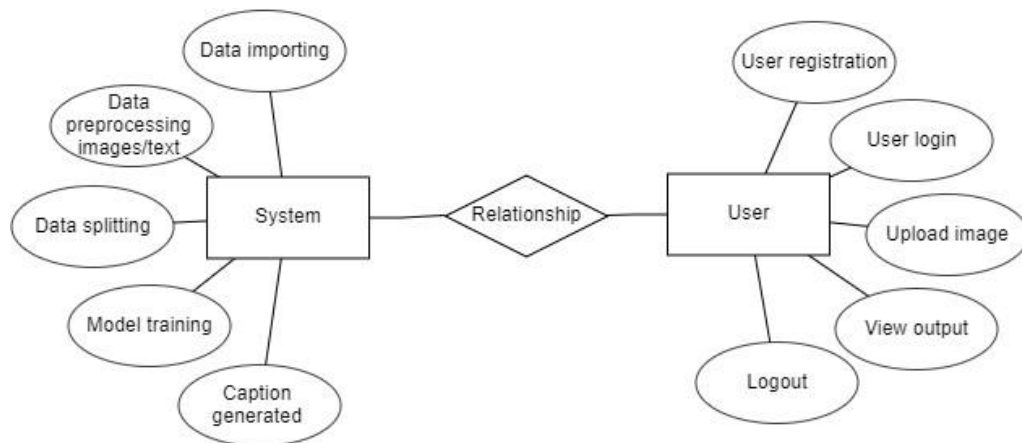 Data importing
User registration
Data
preprocessing
images/text
User login
System
Relationship
User
Data splitting
Upload image
Model training
View output
Caption
generated
Logout